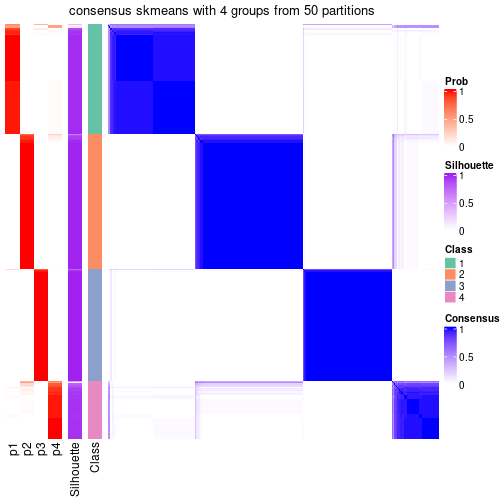 consensus skmeans with 4 groups from 50 partitions
Prob
1
0.5
0
Silhouette
1
0.5
0
Class
1
2
3
4
Consensus
1
0.5
0
p1
p2
p3
p4
Silhouette
Class